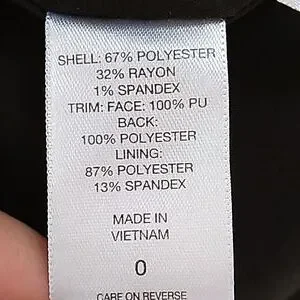 SHELL: 67% POLYESTER
32% RAYON
1% SPANDEX
TRIM: FACE: 100% PU
BACK:
100% POLYESTER
LINING:
87% POLYESTER
13% SPANDEX
MADE IN
VIETNAM
0
CARE ON REVERSE